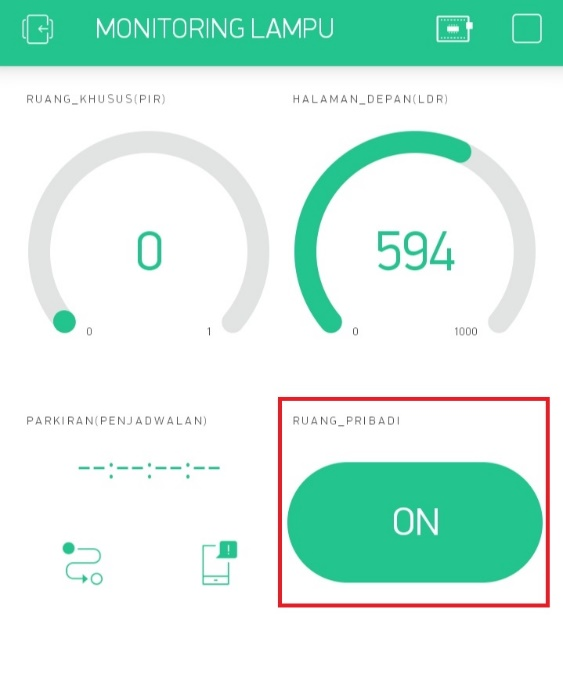 MONITORING LAMPU
RUANG_KHUSUS(PIR)
HALAMAN_DEPAN(LDR)
0
594
0
1
0
1000
PARKIRAN(PENJADWALAN)
RUANG_PRIBADI
--:--:--:--
ON
!